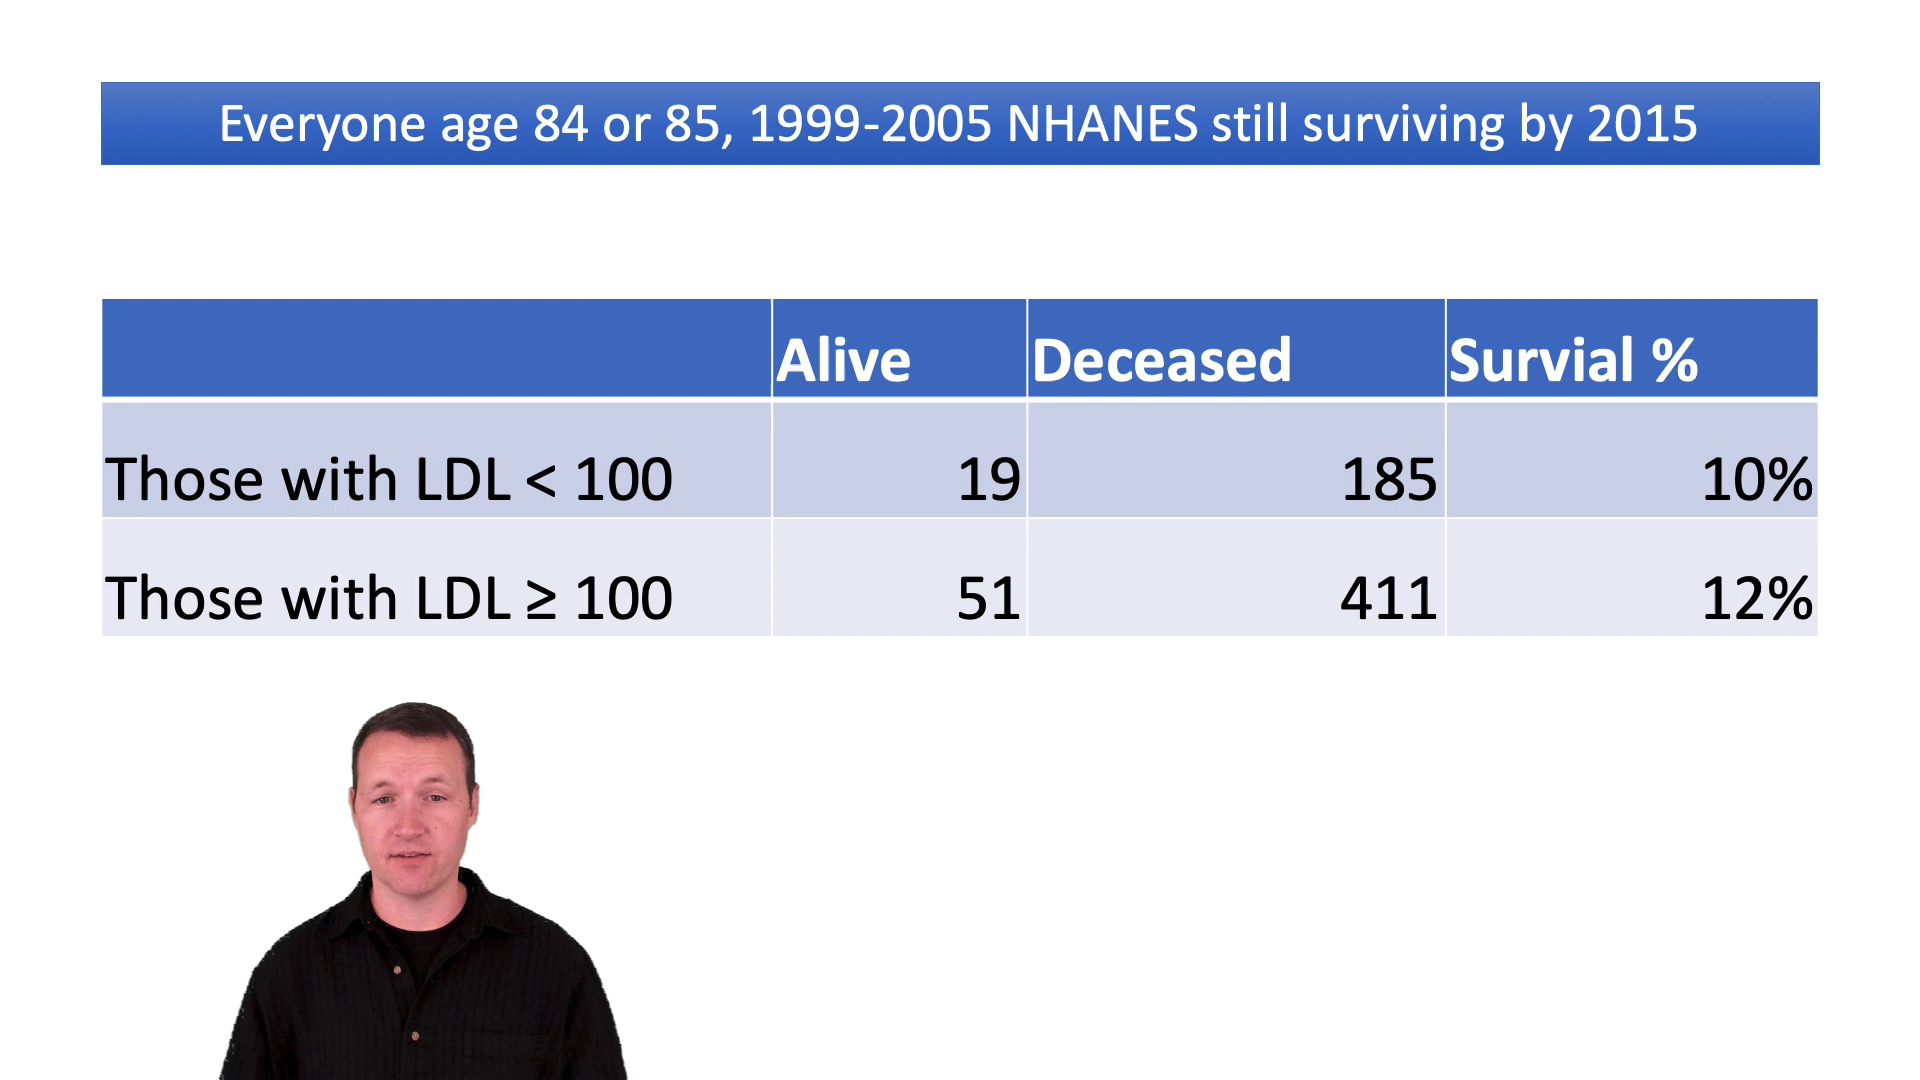 Everyone age 84 or 85, 1999-2005 NHANES still surviving by 2015
Alive Deceased Survial %
Those with LDL < 100 19 185 10%
Those with LDL ≥ 100 51 411 12%